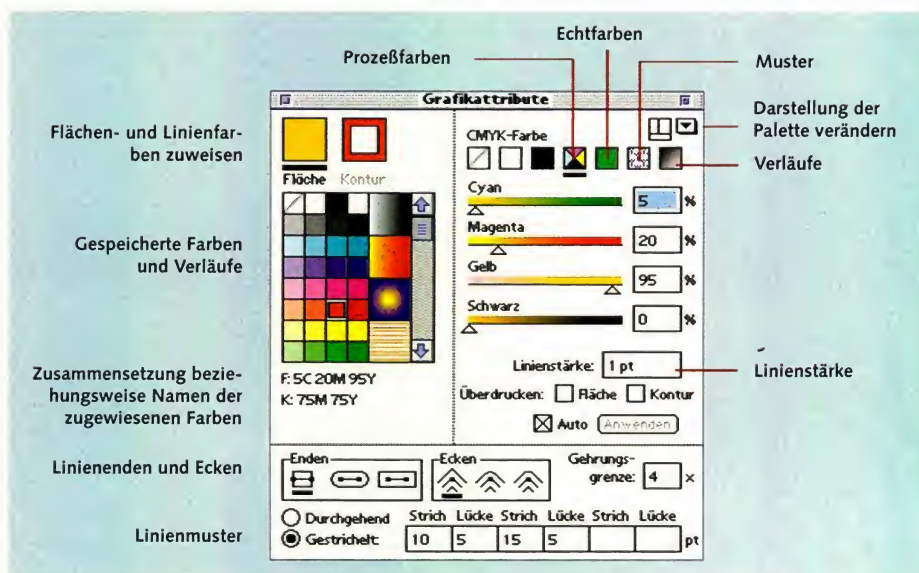 Echtfarben
Prozeßfarben
Muster
Grafikattribute
Darstellung der
Palette verändern
Flächen- und Linienfar-
ben zuweisen
CMYK-Farbe
Verläufe
Fläche Kontur
Cyan
5 %
Gespeicherte Farben
und Verläufe
Magenta
20 %
Gelb
95 %
Schwarz
0 %
Zusammensetzung bezie-
hungsweise Namen der
zugewiesenen Farben
F: 5C 20M 95Y
K: 75M 75Y
Linienstärke: 1 pt
Linienstärke
Überdrucken: Fläche Kontur
Auto Anwenden
Linienenden und Ecken
Enden
Ecken
Gehrungs-
grenze: 4 x
Linienmuster
Durchgehend
Gestrichelt:
Strich Lücke Strich Lücke Strich Lücke
10 5 15 5 pt